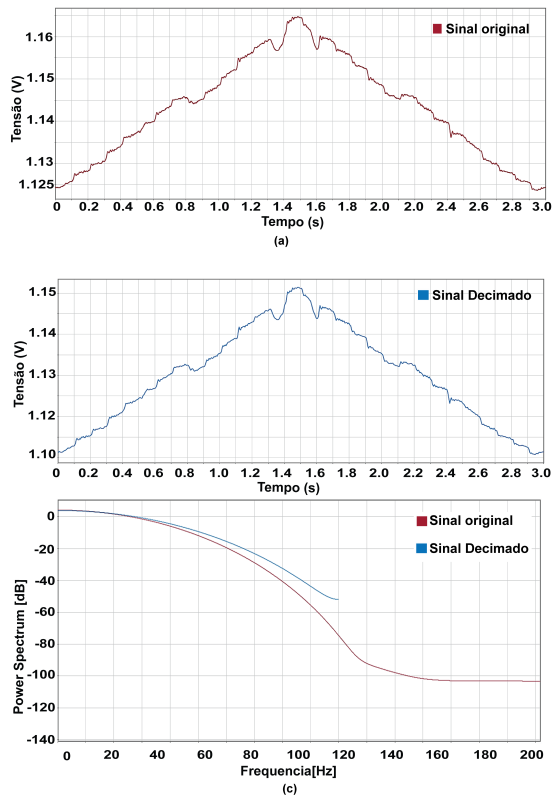 Sinal original
1.16
1.15
1.14
1.13
1.125
Tensão (V)
0 0.2 0.4 0.6 0.8 1.0 1.2 1.4 1.6 1.8 2.0 2.2 2.4 2.6 2.8 3.0
Tempo (s)
(a)
Sinal Decimado
1.15
1.14
1.13
1.12
1.10
Tensão (V)
0 0.2 0.4 0.6 0.8 1.0 1.2 1.4 1.6 1.8 2.0 2.2 2.4 2.6 2.8 3.0
Tempo (s)
Sinal original
Sinal Decimado
0
-20
-40
-60
-80
-100
-120
-140
Power Spectrum [dB]
0 20 40 60 80 100 120 140 160 180 200
Frequencia[Hz]
(c)